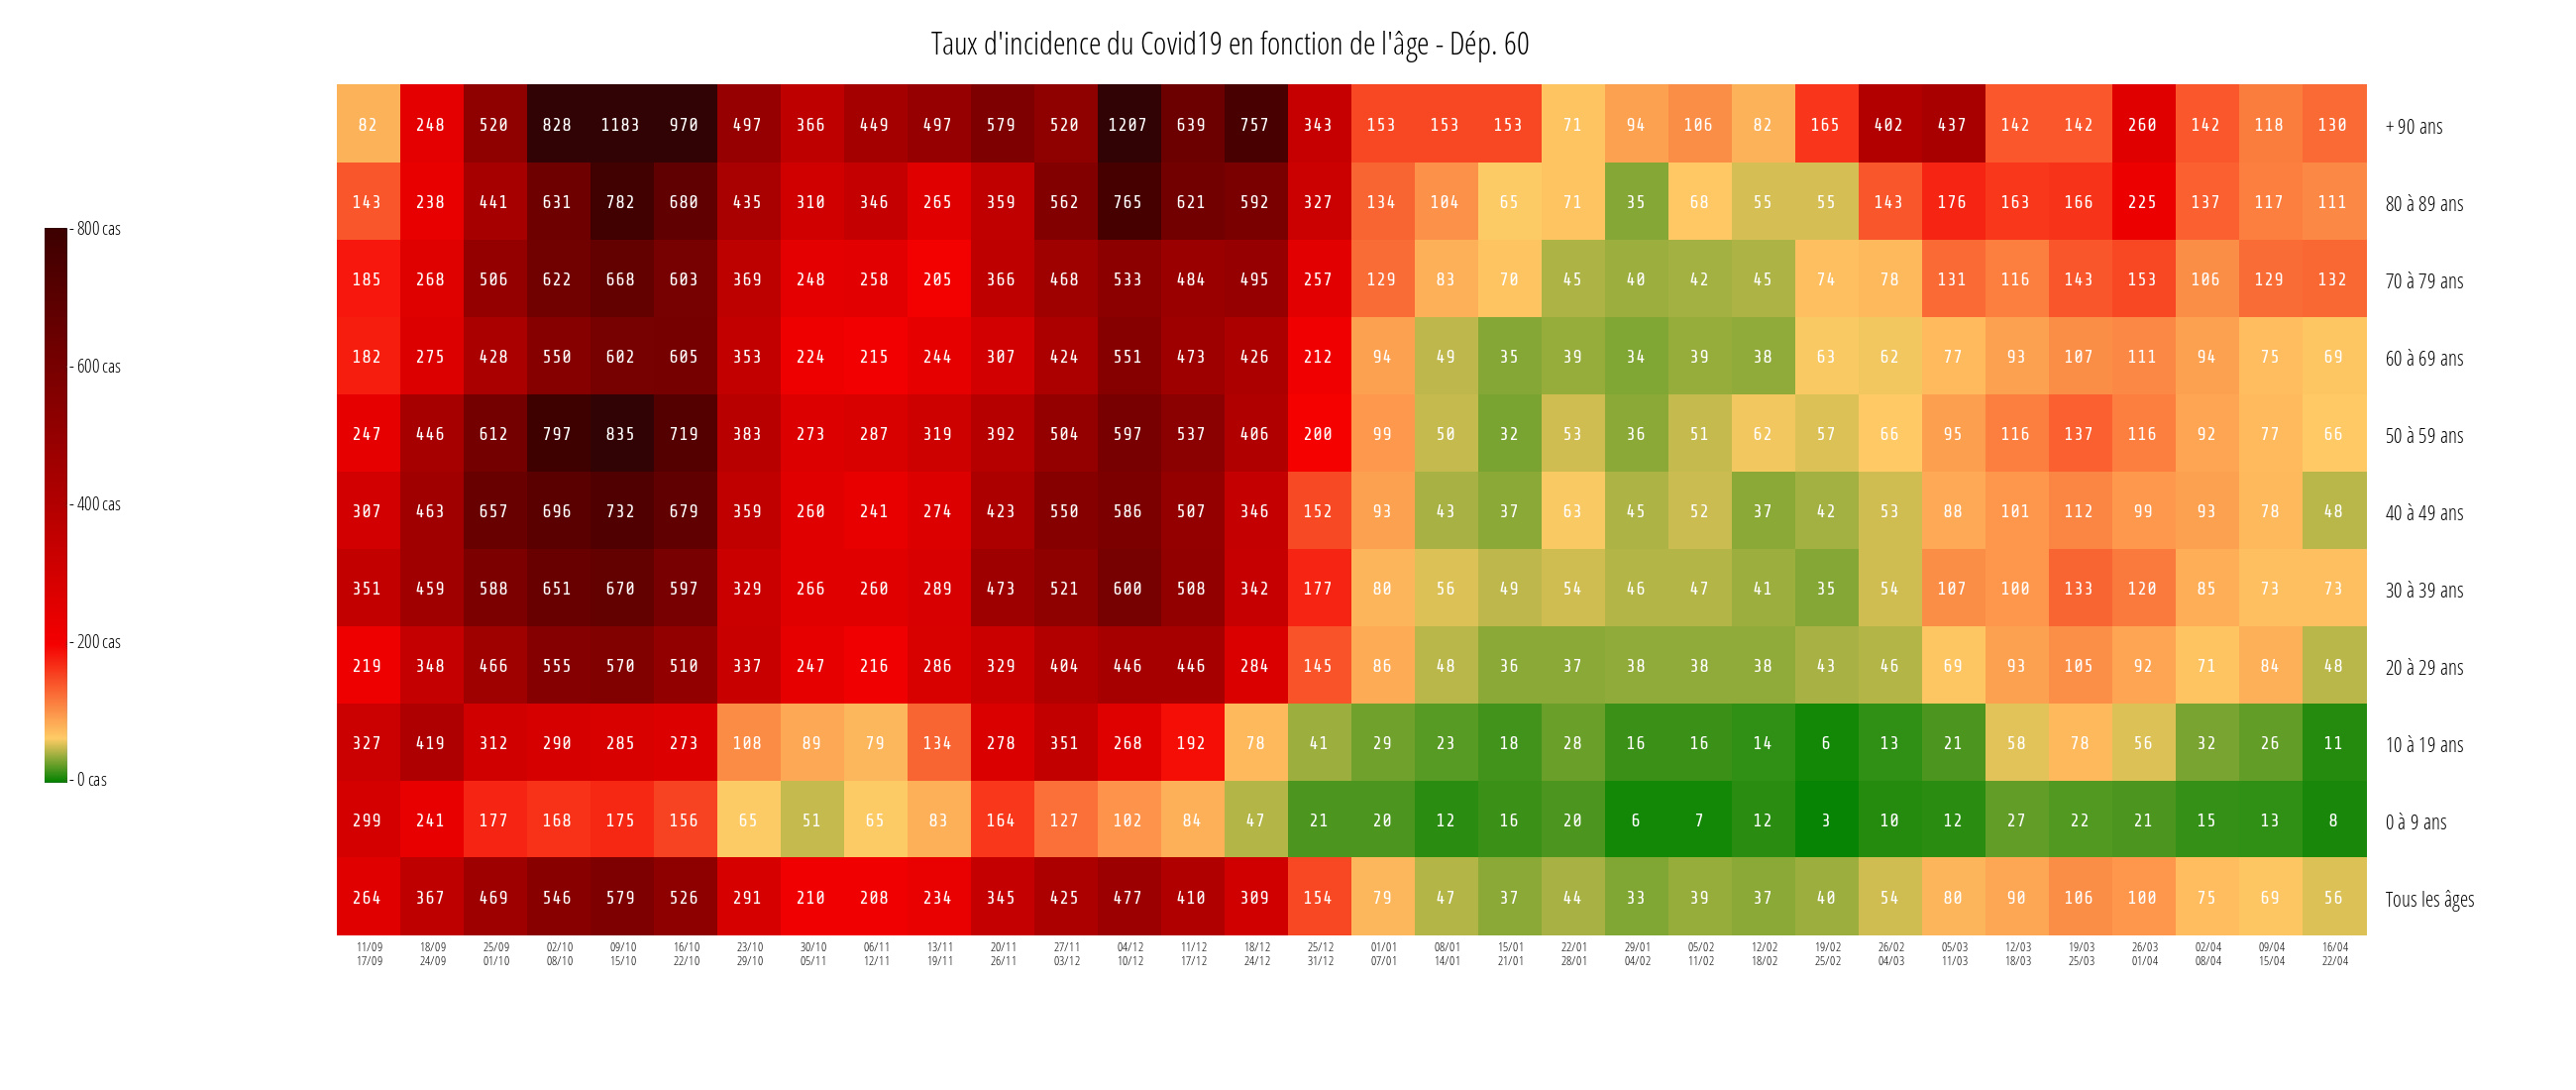 Taux d'incidence du Covid19 en fonction de l'âge - Dép. 60
- 800 cas
- 600 cas
- 400 cas
- 200 cas
- 0 cas
82 248 520 828 1183 970 497 366 449 497 579 520 1207 639 757 343 153 153 153 71 94 106 82 165 402 437 142 142 260 142 118 130 + 90 ans
143 238 441 631 782 680 435 310 346 265 359 562 765 621 592 327 134 104 65 71 35 68 55 55 143 176 163 166 225 137 117 111 80 à 89 ans
185 268 506 622 668 603 369 248 258 205 366 468 533 484 495 257 129 83 70 45 40 42 45 74 78 131 116 143 153 106 129 132 70 à 79 ans
182 275 428 550 602 605 353 224 215 244 307 424 551 473 426 212 94 49 35 39 34 39 38 63 62 77 93 107 111 94 75 69 60 à 69 ans
247 446 612 797 835 719 383 273 287 319 392 504 597 537 406 200 99 50 32 53 36 51 62 57 66 95 116 137 116 92 77 66 50 à 59 ans
307 463 657 696 732 679 359 260 241 274 423 550 586 507 346 152 93 43 37 63 45 52 37 42 53 88 101 112 99 93 78 48 40 à 49 ans
351 459 588 651 670 597 329 266 260 289 473 521 600 508 342 177 80 56 49 54 46 47 41 35 54 107 100 133 120 85 73 73 30 à 39 ans
219 348 466 555 570 510 337 247 216 286 329 404 446 446 284 145 86 48 36 37 38 38 38 43 46 69 93 105 92 71 84 48 20 à 29 ans
327 419 312 290 285 273 108 89 79 134 278 351 268 192 78 41 29 23 18 28 16 16 14 6 13 21 58 78 56 32 26 11 10 à 19 ans
299 241 177 168 175 156 65 51 65 83 164 127 102 84 47 21 20 12 16 20 6 7 12 3 10 12 27 22 21 15 13 8 0 à 9 ans
264 367 469 546 579 526 291 210 208 234 345 425 477 410 309 154 79 47 37 44 33 39 37 40 54 80 90 106 100 75 69 56 Tous les âges
11/09 18/09 25/09 02/10 09/10 16/10 23/10 30/10 06/11 13/11 20/11 27/11 04/12 11/12 18/12 25/12 01/01 08/01 15/01 22/01 29/01 05/02 12/02 19/02 26/02 05/03 12/03 19/03 26/03 02/04 09/04 16/04
17/09 24/09 01/10 08/10 15/10 22/10 29/10 05/11 12/11 19/11 26/11 03/12 10/12 17/12 24/12 31/12 07/01 14/01 21/01 28/01 04/02 11/02 18/02 25/02 04/03 11/03 18/03 25/03 01/04 08/04 15/04 22/04